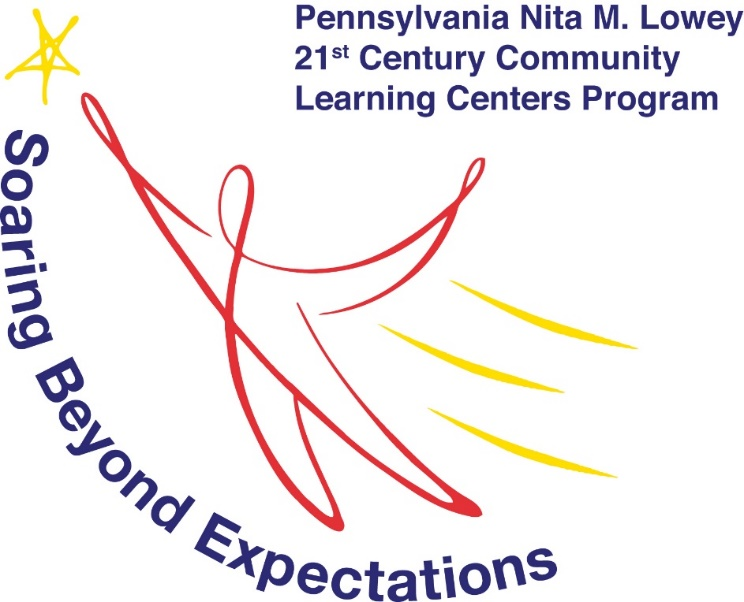 Pennsylvania Nita M. Lowey
21st Century Community
Learning Centers Program
Soaring Beyond Expectations